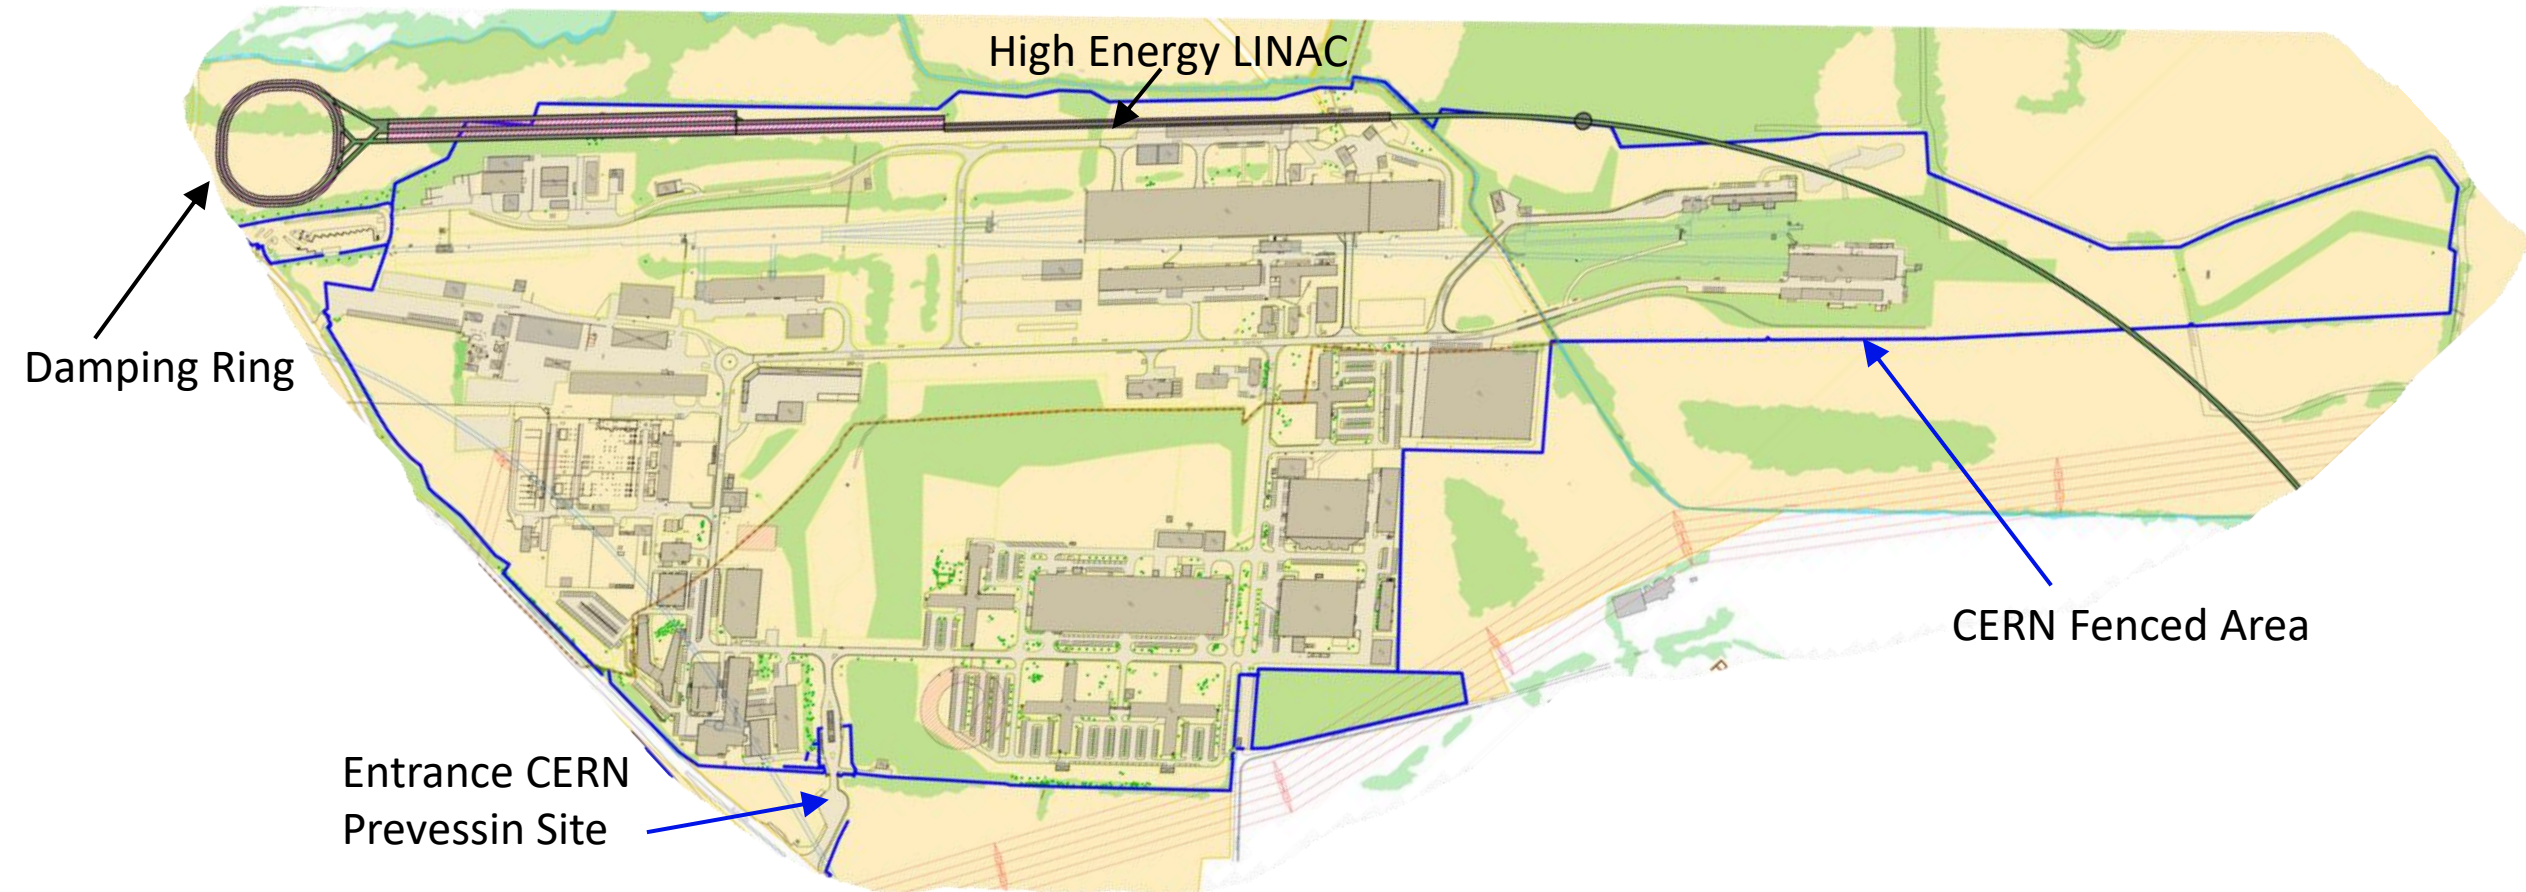 High Energy LINAC
Damping Ring
CERN Fenced Area
Entrance CERN
Prevessin Site